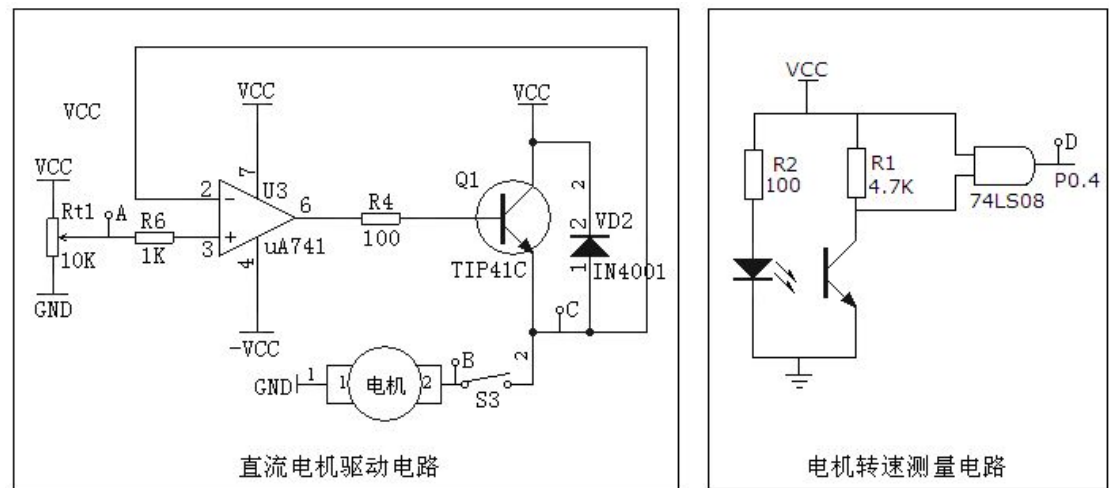 VCC
VCC
VCC
VCC
Rt1
A
R6
1K
10K
GND
2
3
7
U3
6
4
uA741
-VCC
R4
100
Q1
TIP41C
2
2
VD2
1
IN4001
C
2
B
S3
GND
1
1
电机
2
直流电机驱动电路
VCC
R2
100
R1
4.7K
D
P0.4
74LS08
电机转速测量电路